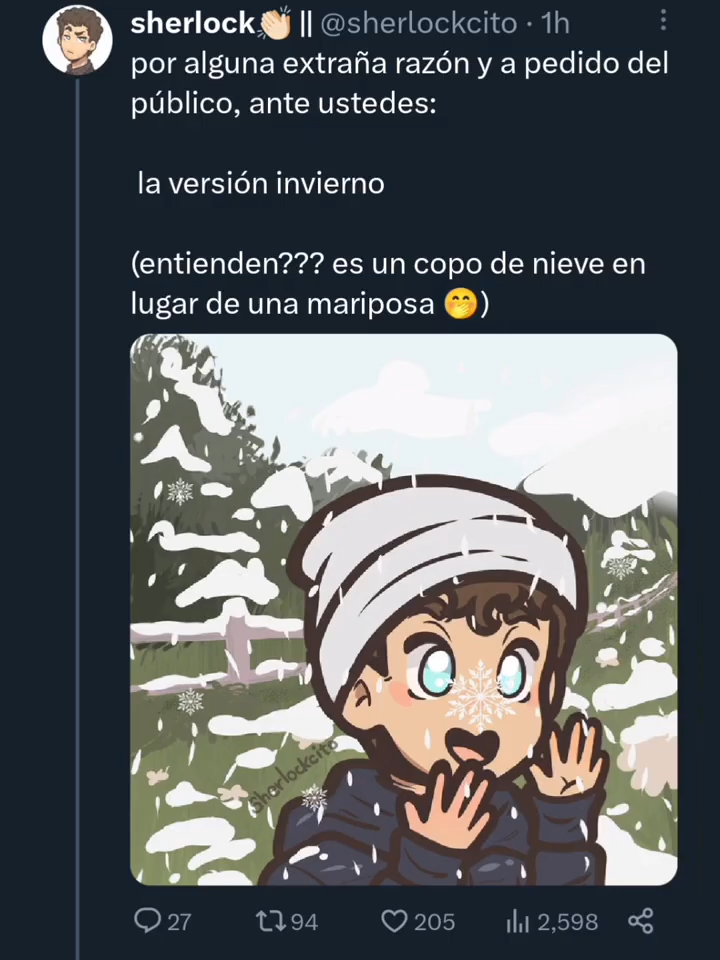 sherlock👏🏻 || @sherlockcito · 1h
por alguna extraña razón y a pedido del
público, ante ustedes:
la versión invierno
(entienden??? es un copo de nieve en
lugar de una mariposa 🤭)
Sherlockcito
27 94 205 2,598